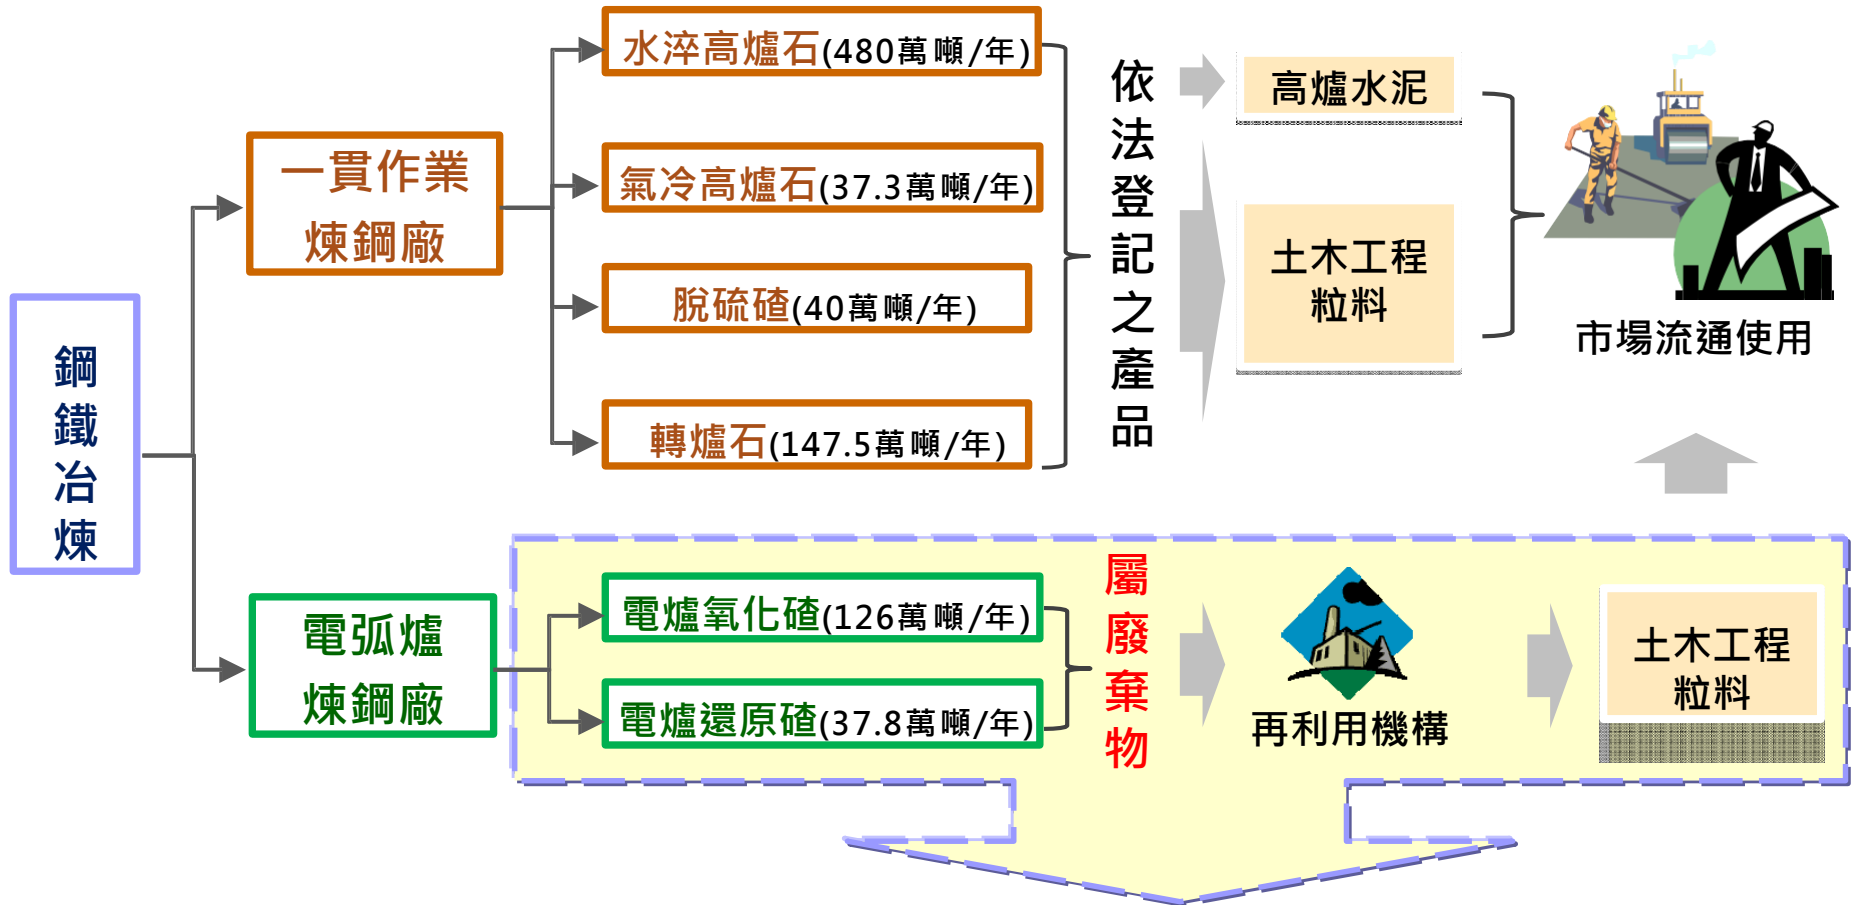 鋼鐵冶煉
一貫作業
煉鋼廠
水淬高爐石(480萬噸/年)
氣冷高爐石(37.3萬噸/年)
脫硫碴(40萬噸/年)
轉爐石(147.5萬噸/年)
依法登記之產品
高爐水泥
土木工程
粒料
市場流通使用
電弧爐
煉鋼廠
電爐氧化碴(126萬噸/年)
電爐還原碴(37.8萬噸/年)
屬廢棄物
再利用機構
土木工程
粒料